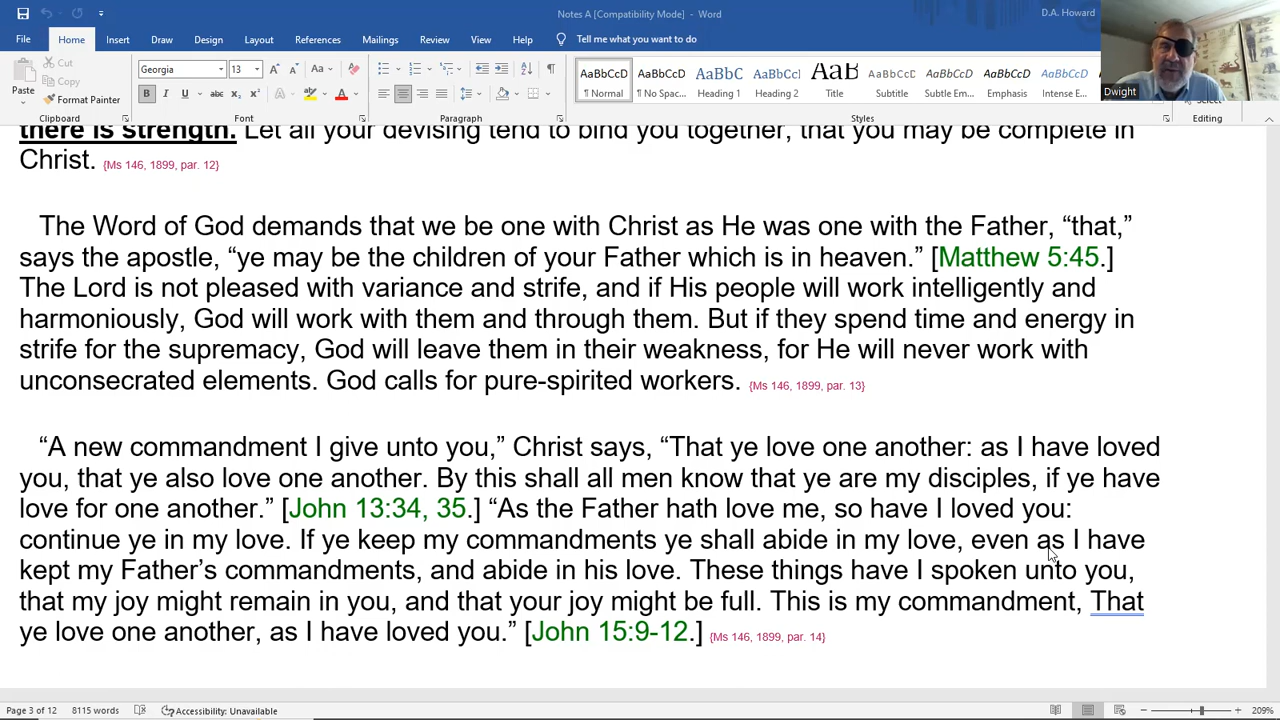 Notes A [Compatibility Mode] - Word
D.A. Howard
File Home Insert Draw Design Layout References Mailings Review View Help Tell me what you want to do
Paste
Cut
Copy
Format Painter
Georgia 13
AaBbCcD AaBbCcD AaBbC AaBbCcI AaB AaBbCcD AaBbCcD AaBbCcD AaBbCcD
¶ Normal ¶ No Spac... Heading 1 Heading 2 Title Subtitle Subtle Em... Emphasis Intense E...
Dwight
Clipboard Font Paragraph Styles Editing
there is strength. Let all your devising tend to bind you together, that you may be complete in
Christ. {Ms 146, 1899, par. 12}
The Word of God demands that we be one with Christ as He was one with the Father, “that,”
says the apostle, “ye may be the children of your Father which is in heaven.” [Matthew 5:45.]
The Lord is not pleased with variance and strife, and if His people will work intelligently and
harmoniously, God will work with them and through them. But if they spend time and energy in
strife for the supremacy, God will leave them in their weakness, for He will never work with
unconsecrated elements. God calls for pure-spirited workers. {Ms 146, 1899, par. 13}
“A new commandment I give unto you,” Christ says, “That ye love one another: as I have loved
you, that ye also love one another. By this shall all men know that ye are my disciples, if ye have
love for one another.” [John 13:34, 35.] “As the Father hath love me, so have I loved you:
continue ye in my love. If ye keep my commandments ye shall abide in my love, even as I have
kept my Father’s commandments, and abide in his love. These things have I spoken unto you,
that my joy might remain in you, and that your joy might be full. This is my commandment, That
ye love one another, as I have loved you.” [John 15:9-12.] {Ms 146, 1899, par. 14}
Page 3 of 12 8115 words Accessibility: Unavailable 209%